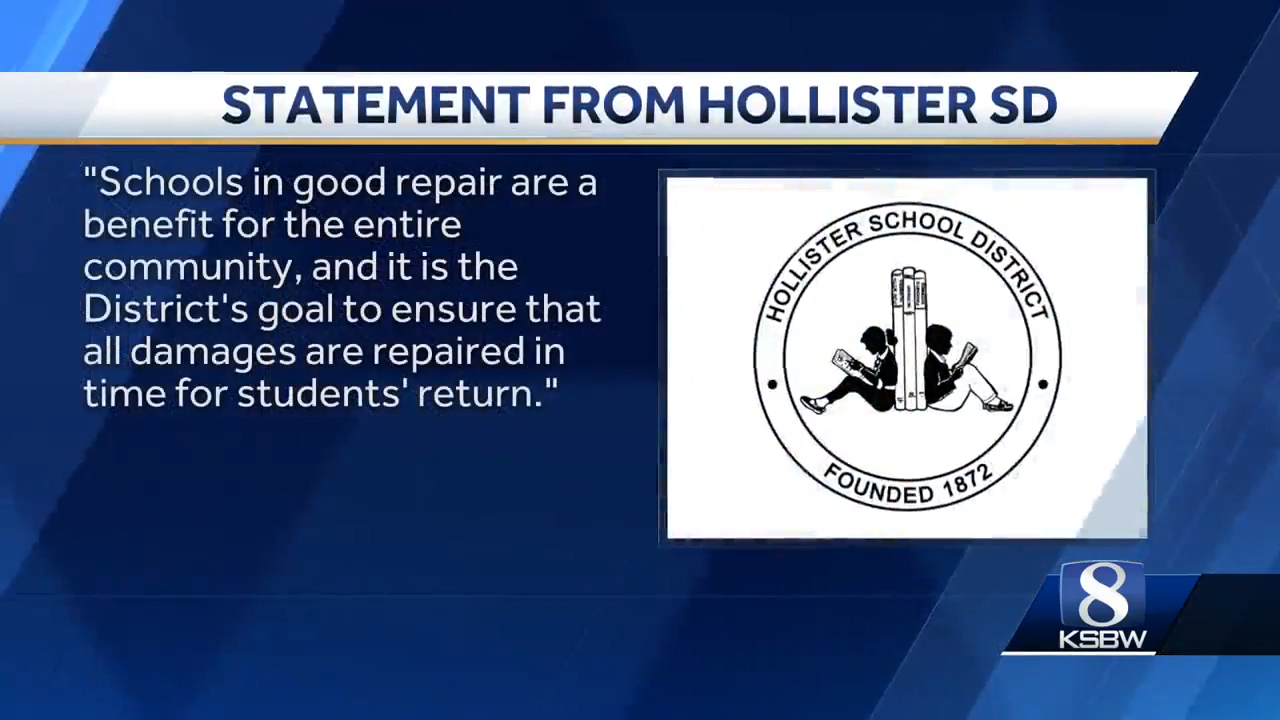 STATEMENT FROM HOLLISTER SD
"Schools in good repair are a
benefit for the entire
community, and it is the
District's goal to ensure that
all damages are repaired in
time for students' return."
HOLLISTER SCHOOL DISTRICT
FOUNDED 1872
8
KSBW